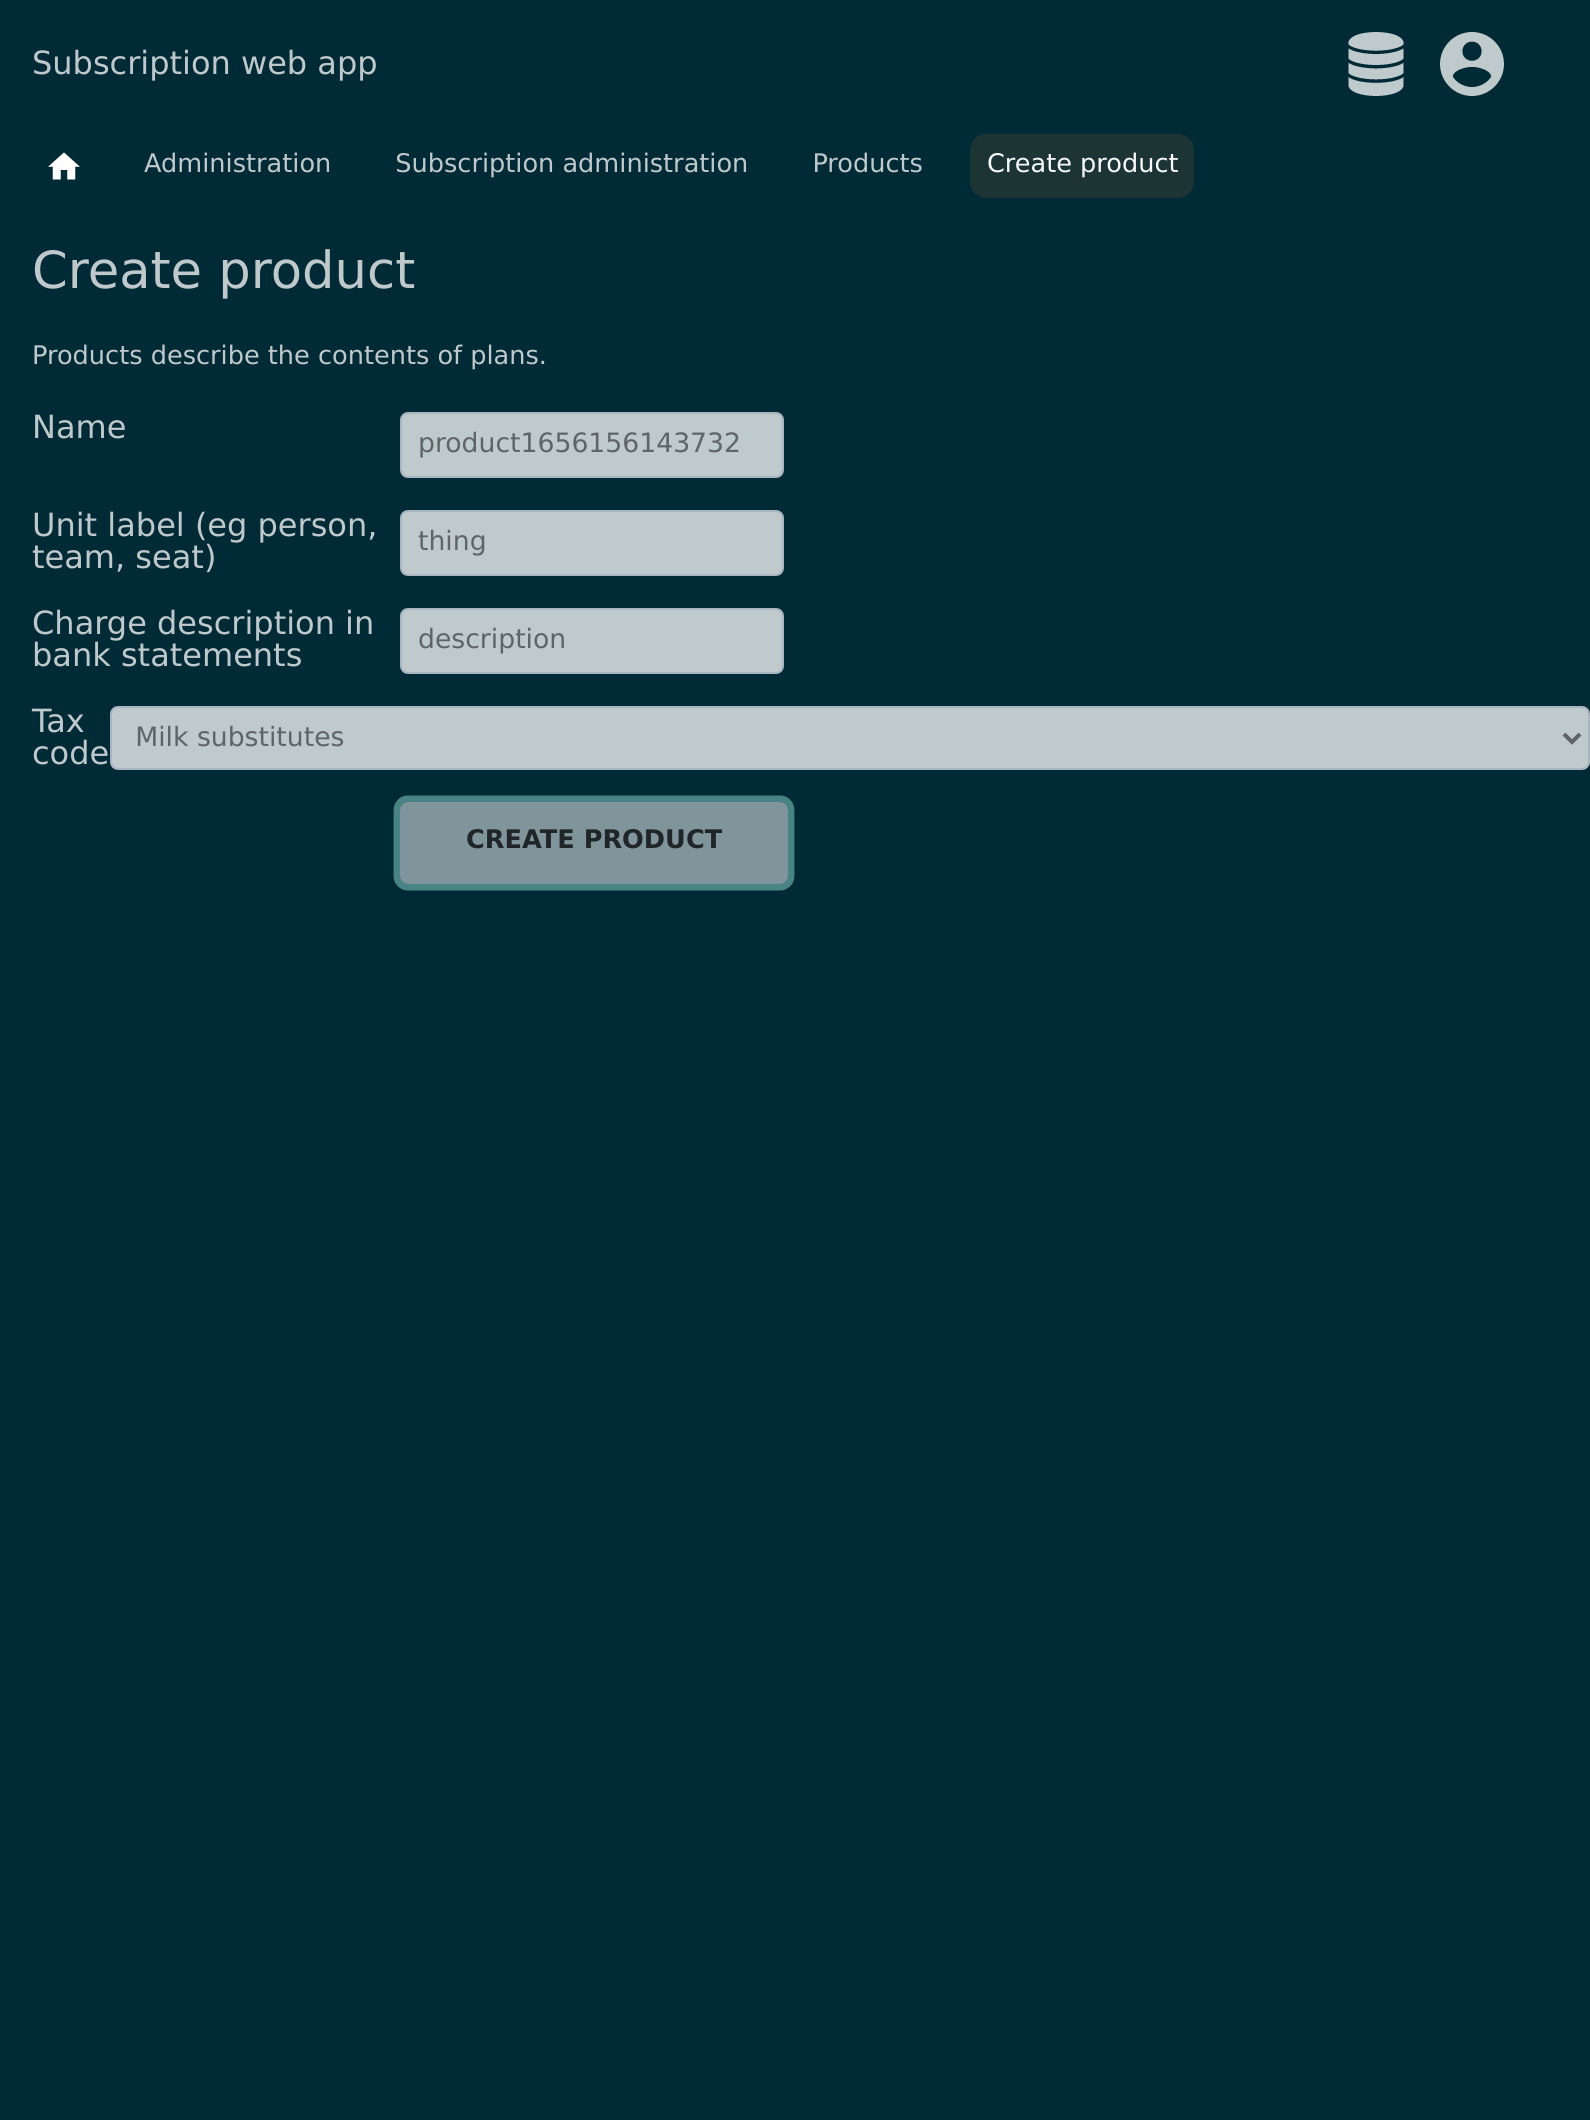 Subscription web app
Administration Subscription administration Products Create product
Create product
Products describe the contents of plans.
Name product1656156143732
Unit label (eg person,
team, seat) thing
Charge description in
bank statements description
Tax
code Milk substitutes
CREATE PRODUCT